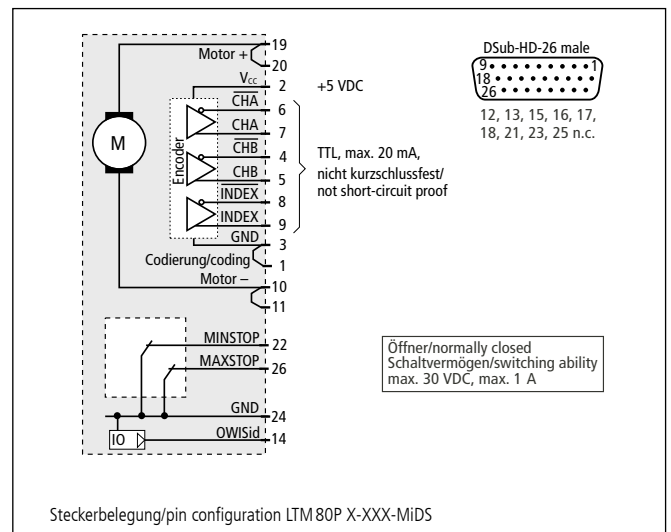 19
Motor +
20
DSub-HD-26 male
9 1
18
26
V<sub>CC</sub> 2 +5 VDC
C̅H̅A̅ 6
CHA 7
C̅H̅B̅ 4
CHB 5
I̅N̅D̅E̅X̅ 8
INDEX 9
GND 3
Codierung/coding 1
Motor – 10
11
M
Encoder
12, 13, 15, 16, 17,
18, 21, 23, 25 n.c.
TTL, max. 20 mA,
nicht kurzschlussfest/
not short-circuit proof
MINSTOP 22
MAXSTOP 26
GND 24
IO OWISid 14
Öffner/normally closed
Schaltvermögen/switching ability
max. 30 VDC, max. 1 A
Steckerbelegung/pin configuration LTM 80P X-XXX-MiDS